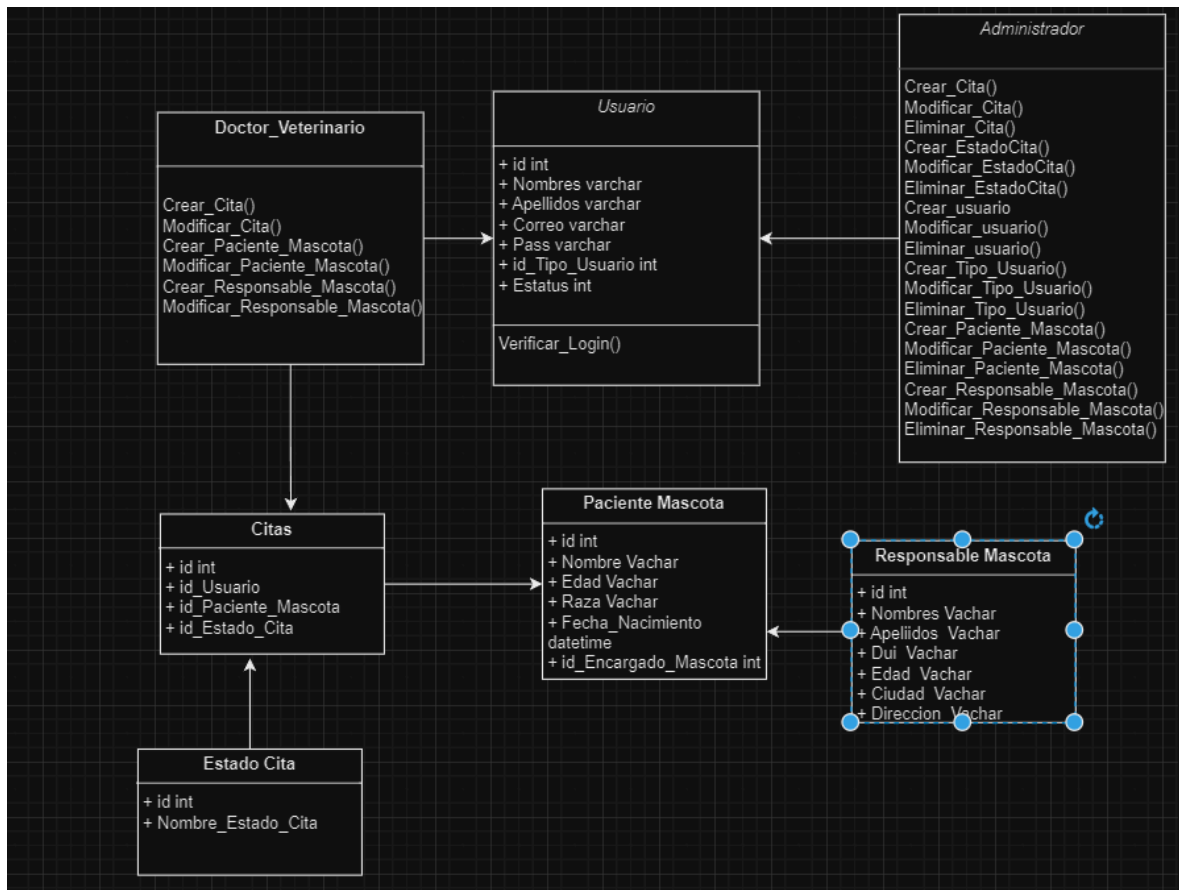 Doctor_Veterinario
Crear_Cita()
Modificar_Cita()
Crear_Paciente_Mascota()
Modificar_Paciente_Mascota()
Crear_Responsable_Mascota()
Modificar_Responsable_Mascota()
Usuario
+ id int
+ Nombres varchar
+ Apellidos varchar
+ Correo varchar
+ Pass varchar
+ id_Tipo_Usuario int
+ Estatus int
Verificar_Login()
Administrador
Crear_Cita()
Modificar_Cita()
Eliminar_Cita()
Crear_EstadoCita()
Modificar_EstadoCita()
Eliminar_EstadoCita()
Crear_usuario
Modificar_usuario()
Eliminar_usuario()
Crear_Tipo_Usuario()
Modificar_Tipo_Usuario()
Eliminar_Tipo_Usuario()
Crear_Paciente_Mascota()
Modificar_Paciente_Mascota()
Eliminar_Paciente_Mascota()
Crear_Responsable_Mascota()
Modificar_Responsable_Mascota()
Eliminar_Responsable_Mascota()
Citas
+ id int
+ id_Usuario
+ id_Paciente_Mascota
+ id_Estado_Cita
Paciente Mascota
+ id int
+ Nombre Vachar
+ Edad Vachar
+ Raza Vachar
+ Fecha_Nacimiento
datetime
+ id_Encargado_Mascota int
Responsable Mascota
+ id int
+ Nombres Vachar
+ Apeliidos Vachar
+ Dui Vachar
+ Edad Vachar
+ Ciudad Vachar
+ Direccion Vachar
Estado Cita
+ id int
+ Nombre_Estado_Cita